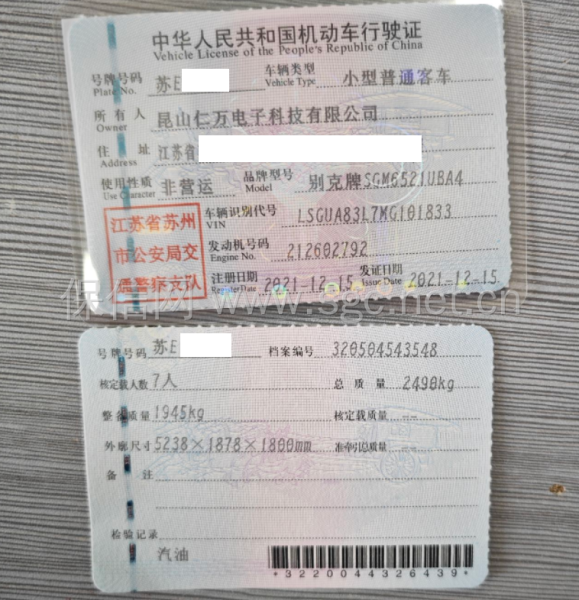 中华人民共和国机动车行驶证
Vehicle License of the People's Republic of China
号牌号码 苏E 车辆类型 小型普通客车
Plate No. Vehicle Type
所有人 昆山仁万电子科技有限公司
Owner
住址 江苏省
Address
使用性质 非营运 品牌型号 别克牌SGM6521UBA4
Use Character Model
江苏省苏州
市公安局交
通警察支队
车辆识别代号 LSGUA83L7MG101833
VIN
发动机号码 212602792
Engine No.
注册日期 2021-12-15 发证日期 2021-12-15
Register Date Issue Date
保信网www.sgc.net.cn
号牌号码 苏E 档案编号 320504543548
核定载人数 7人 总质量 2490kg
整备质量 1945kg 核定载质量 --
外廓尺寸 5238×1878×1800mm 准牵引总质量 --
备注
检验记录
汽油
*3220044326439*